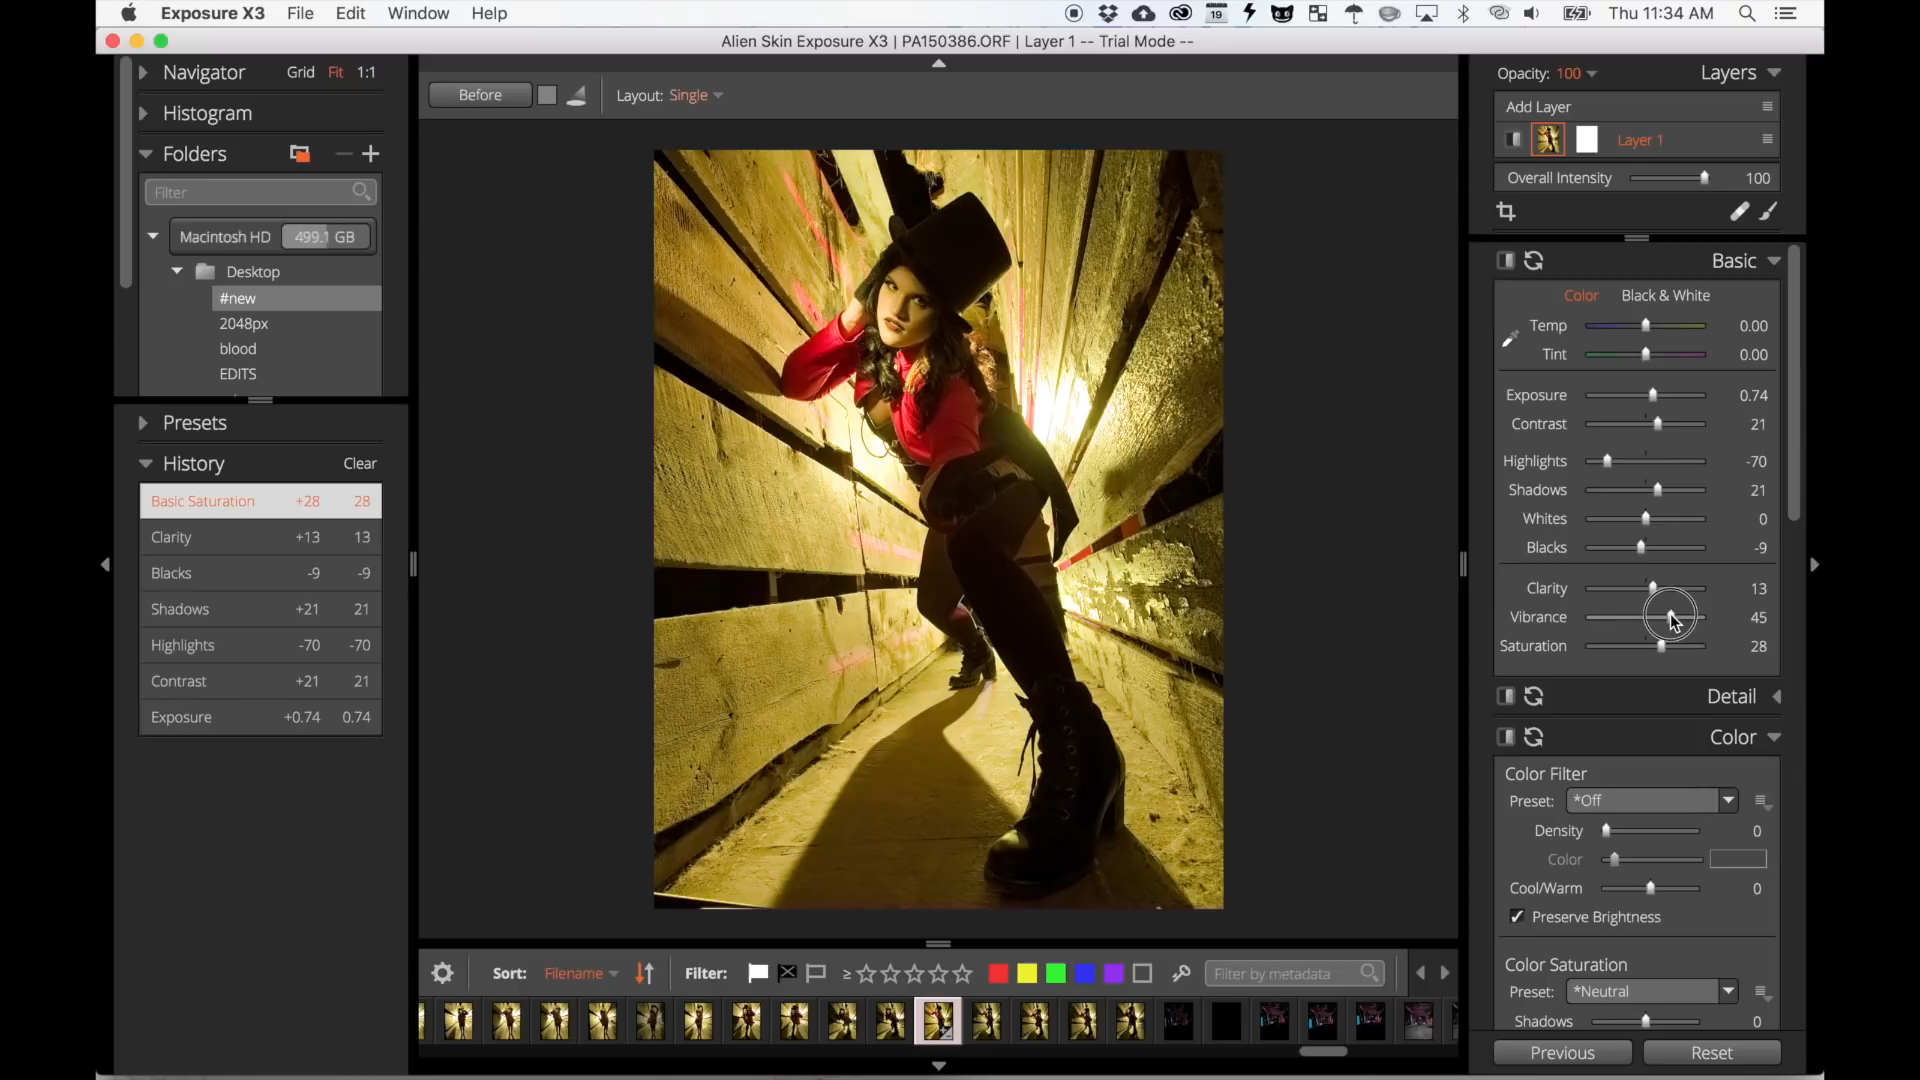 Exposure X3 File Edit Window Help
19 Thu 11:34 AM
Alien Skin Exposure X3 | PA150386.ORF | Layer 1 -- Trial Mode --
Navigator Grid Fit 1:1
Histogram
Folders
Filter
Macintosh HD 499.1 GB
Desktop
#new
2048px
blood
EDITS
Presets
History Clear
Basic Saturation +28 28
Clarity +13 13
Blacks -9 -9
Shadows +21 21
Highlights -70 -70
Contrast +21 21
Exposure +0.74 0.74
Before Layout: Single
Sort: Filename Filter: ≥ Filter by metadata
Opacity: 100 Layers
Add Layer
Layer 1
Overall Intensity 100
Basic
Color Black & White
Temp 0.00
Tint 0.00
Exposure 0.74
Contrast 21
Highlights -70
Shadows 21
Whites 0
Blacks -9
Clarity 13
Vibrance 45
Saturation 28
Detail
Color
Color Filter
Preset: *Off
Density 0
Color
Cool/Warm 0
Preserve Brightness
Color Saturation
Preset: *Neutral
Shadows 0
Previous Reset